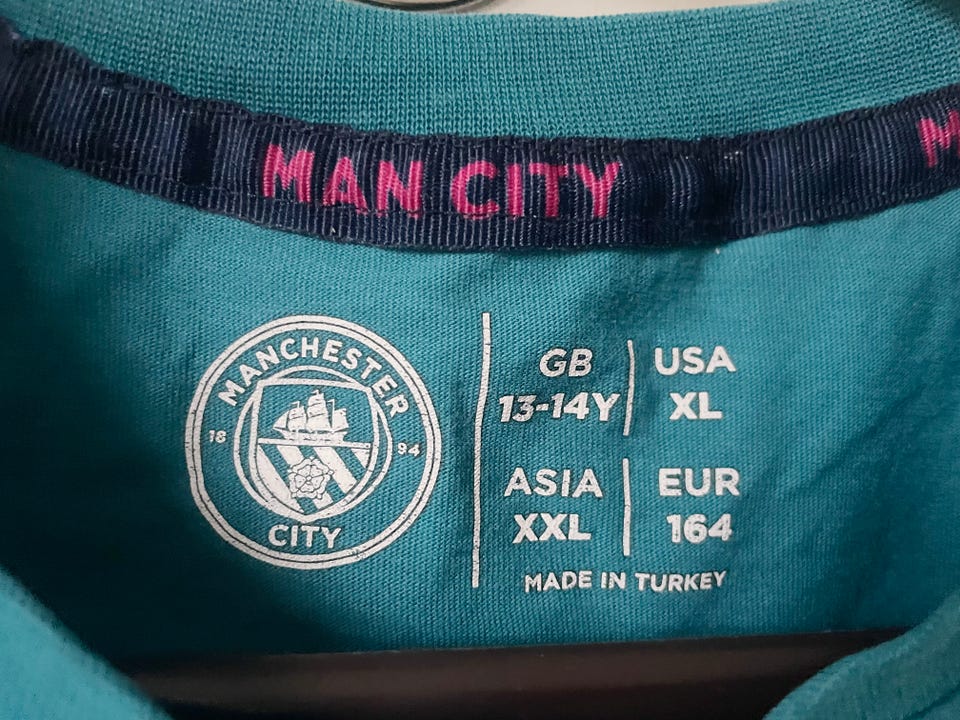 MAN CITY
M
MANCHESTER
18 94
CITY
GB
13-14Y
USA
XL
ASIA
XXL
EUR
164
MADE IN TURKEY